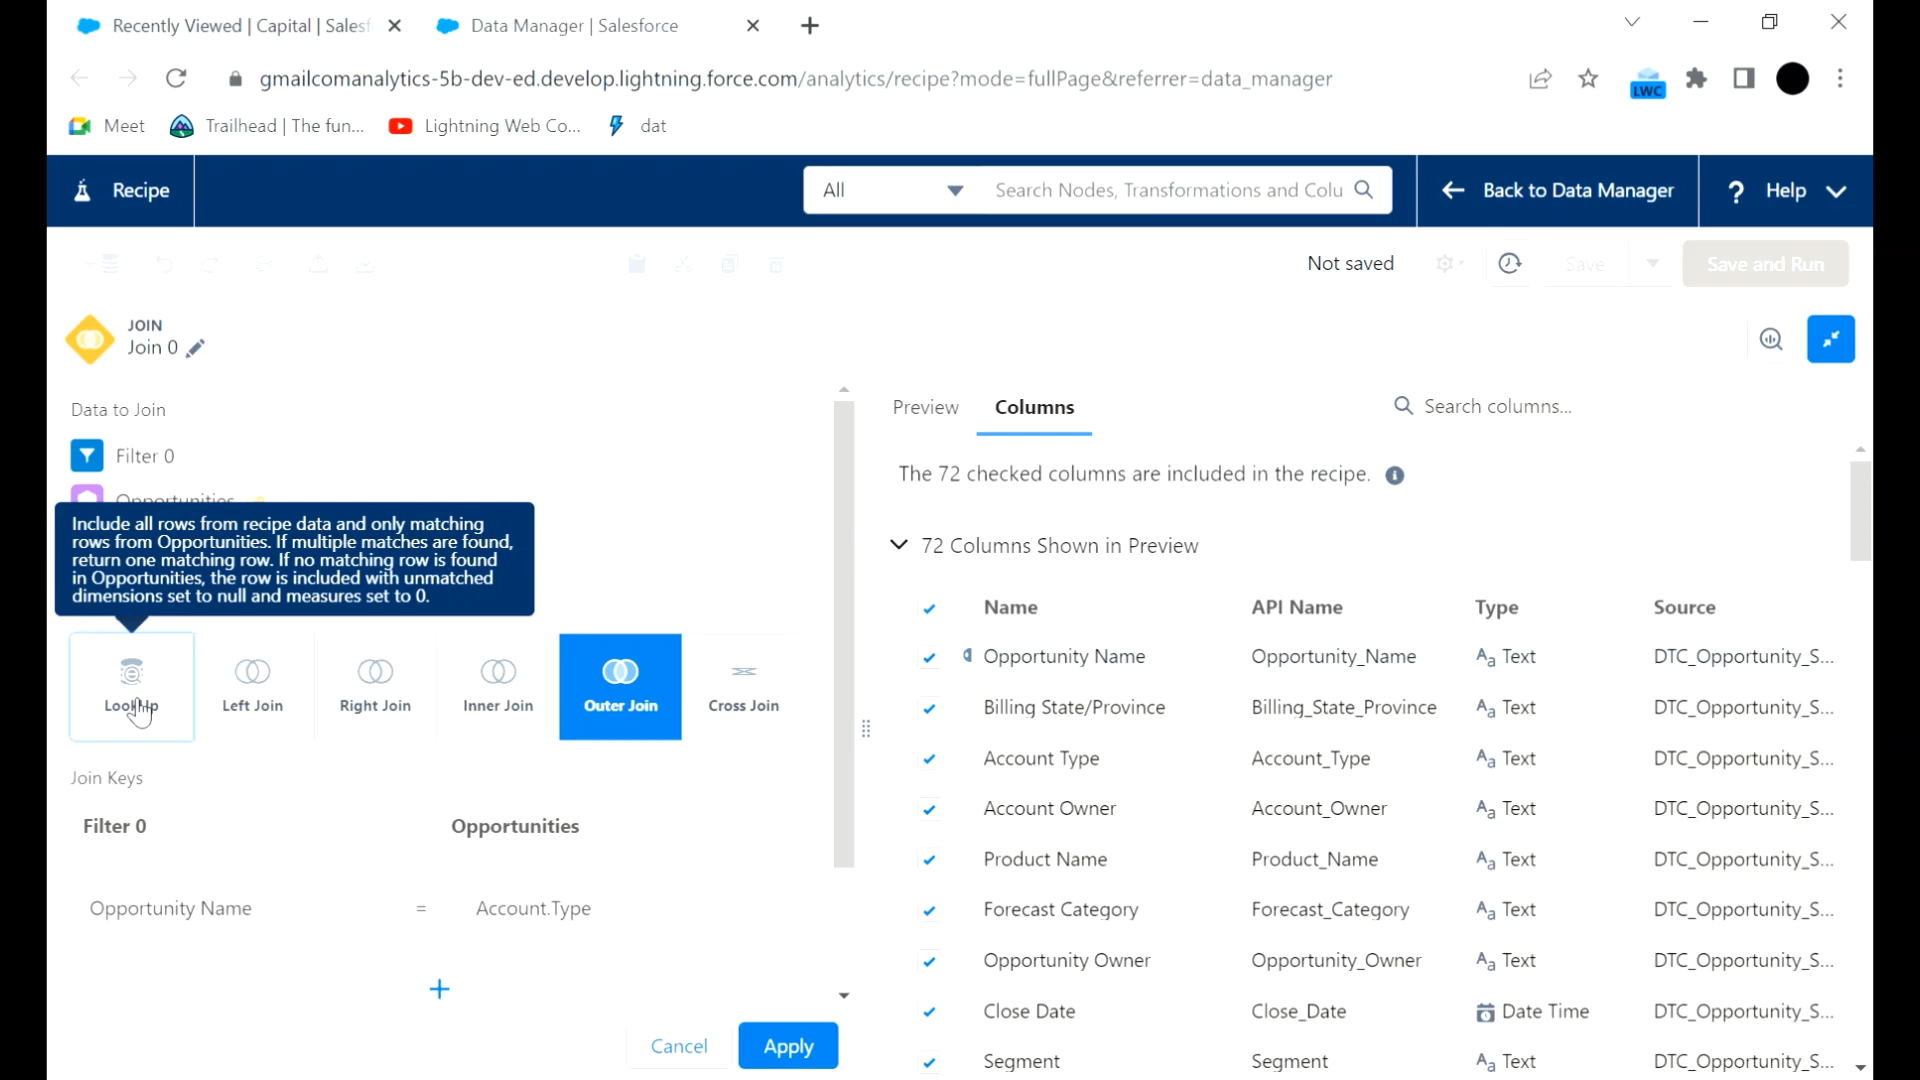 Recently Viewed | Capital | Salesf
Data Manager | Salesforce
gmailcomanalytics-5b-dev-ed.develop.lightning.force.com/analytics/recipe?mode=fullPage&referrer=data_manager
LWC
Meet
Trailhead | The fun...
Lightning Web Co...
dat
Recipe
All
Search Nodes, Transformations and Colu
Back to Data Manager
? Help
Not saved
Save
Save and Run
JOIN
Join 0
Data to Join
Filter 0
Opportunities
Include all rows from recipe data and only matching
rows from Opportunities. If multiple matches are found,
return one matching row. If no matching row is found
in Opportunities, the row is included with unmatched
dimensions set to null and measures set to 0.
Lookup
Left Join
Right Join
Inner Join
Outer Join
Cross Join
Join Keys
Filter 0
Opportunities
Opportunity Name = Account.Type
+
Cancel
Apply
Preview
Columns
Search columns...
The 72 checked columns are included in the recipe.
72 Columns Shown in Preview
Name API Name Type Source
Opportunity Name Opportunity_Name Aa Text DTC_Opportunity_S...
Billing State/Province Billing_State_Province Aa Text DTC_Opportunity_S...
Account Type Account_Type Aa Text DTC_Opportunity_S...
Account Owner Account_Owner Aa Text DTC_Opportunity_S...
Product Name Product_Name Aa Text DTC_Opportunity_S...
Forecast Category Forecast_Category Aa Text DTC_Opportunity_S...
Opportunity Owner Opportunity_Owner Aa Text DTC_Opportunity_S...
Close Date Close_Date Date Time DTC_Opportunity_S...
Segment Segment Aa Text DTC_Opportunity_S...